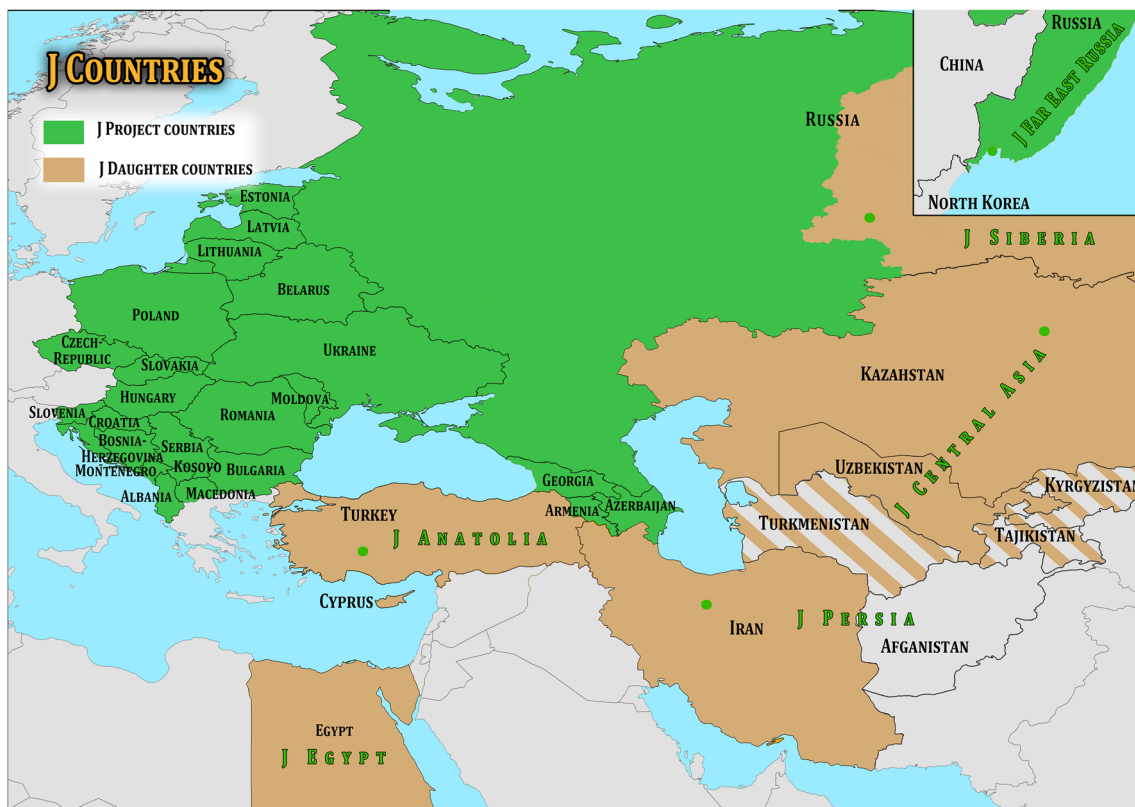 J Countries
J Project countries
J Daughter countries
Russia
China
Russia
J Far East Russia
North Korea
Estonia
Latvia
Lithuania
Belarus
Poland
Czech-
Republic
Slovakia
Ukraine
Hungary
Moldova
Romania
Slovenia
Croatia
Bosnia-
Herzegovina
Serbia
Montenegro
Kosovo
Bulgaria
Albania
Macedonia
Georgia
Armenia
Azerbaijan
J Siberia
Kazahstan
J Central Asia
Uzbekistan
Kyrgyzistan
Turkmenistan
Tajikistan
Turkey
J Anatolia
Cyprus
Iran
J Persia
Afganistan
Egypt
J Egypt